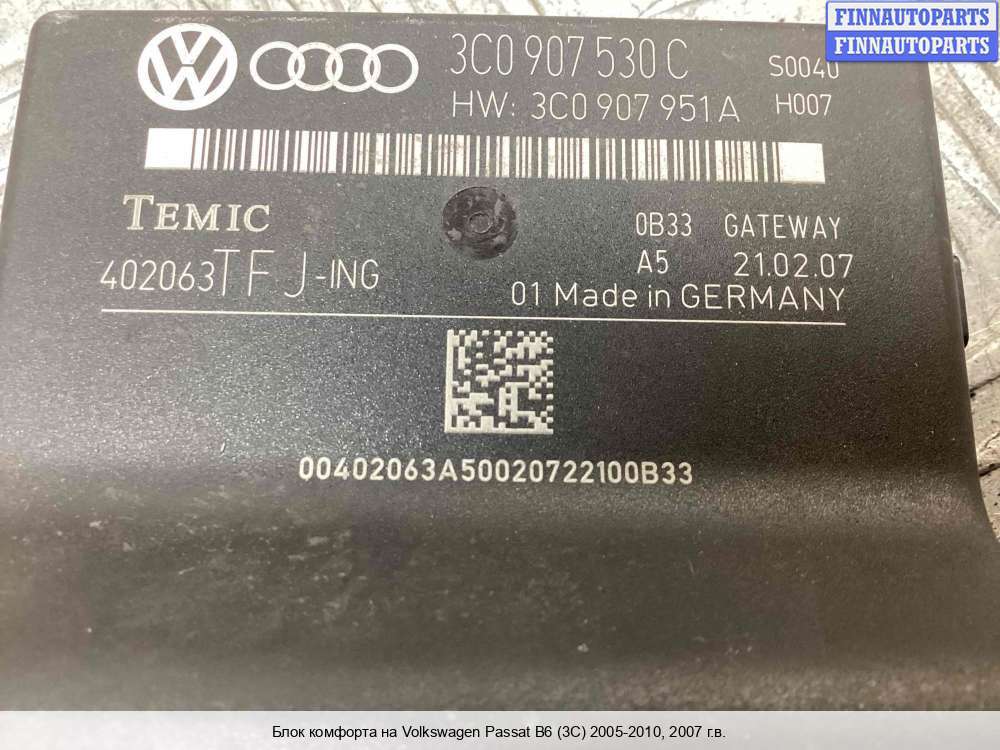 FINNAUTOPARTS
FINNAUTOPARTS
3C0 907 530 C
S0040
HW: 3C0 907 951 A
H007
TEMIC
0B33 GATEWAY
402063TFJ-ING
A5 21.02.07
01 Made in GERMANY
00402063A50020722100B33
Блок комфорта на Volkswagen Passat B6 (3C) 2005-2010, 2007 г.в.